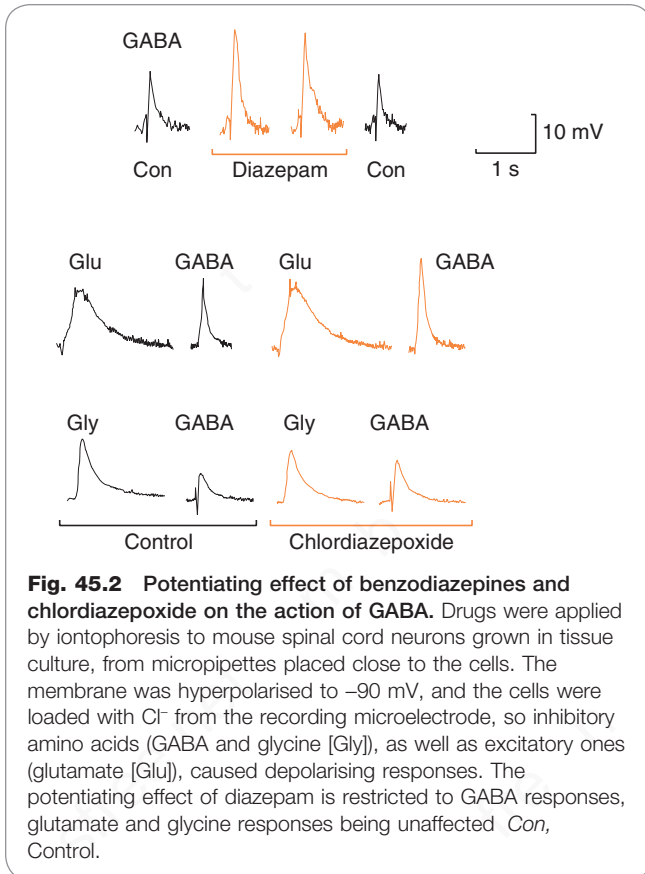 GABA
10 mV
1 s
Con
Diazepam
Con
Glu
GABA
Glu
GABA
Gly
GABA
Gly
GABA
Control
Chlordiazepoxide
Fig. 45.2 Potentiating effect of benzodiazepines and
chlordiazepoxide on the action of GABA. Drugs were applied
by iontophoresis to mouse spinal cord neurons grown in tissue
culture, from micropipettes placed close to the cells. The
membrane was hyperpolarised to –90 mV, and the cells were
loaded with Cl⁻ from the recording microelectrode, so inhibitory
amino acids (GABA and glycine [Gly]), as well as excitatory ones
(glutamate [Glu]), caused depolarising responses. The
potentiating effect of diazepam is restricted to GABA responses,
glutamate and glycine responses being unaffected Con,
Control.